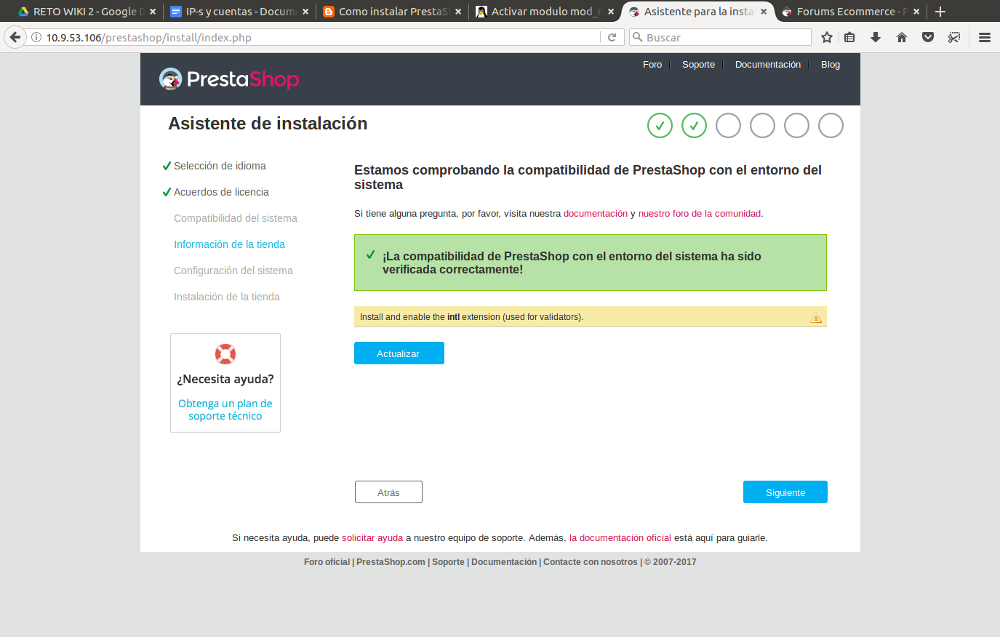 RETO WIKI 2 - Google D
IP-s y cuentas - Docum
Como instalar PrestaS
Activar modulo mod_r
Asistente para la insta
Forums Ecommerce - P
10.9.53.106/prestashop/install/index.php
Buscar
Foro
Soporte
Documentación
Blog
PrestaShop
Asistente de instalación
Selección de idioma
Acuerdos de licencia
Compatibilidad del sistema
Información de la tienda
Configuración del sistema
Instalación de la tienda
¿Necesita ayuda?
Obtenga un plan de
soporte técnico
Estamos comprobando la compatibilidad de PrestaShop con el entorno del
sistema
Si tiene alguna pregunta, por favor, visita nuestra documentación y nuestro foro de la comunidad.
¡La compatibilidad de PrestaShop con el entorno del sistema ha sido
verificada correctamente!
Install and enable the intl extension (used for validators).
Actualizar
Atrás
Siguiente
Si necesita ayuda, puede solicitar ayuda a nuestro equipo de soporte. Además, la documentación oficial está aquí para guiarle.
Foro oficial | PrestaShop.com | Soporte | Documentación | Contacte con nosotros | © 2007-2017